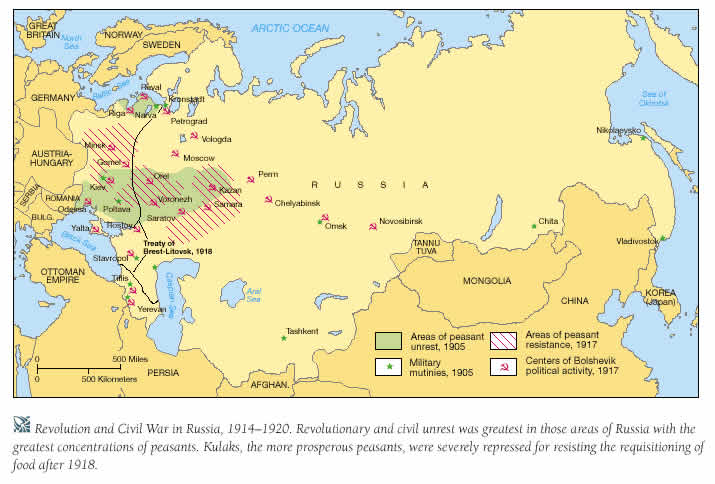 ARCTIC OCEAN
GREAT
BRITAIN
North
Sea
NORWAY
SWEDEN
Baltic Sea
GERMANY
Reval
Kronstadt
Riga
Narva
Petrograd
Sea of
Okhotsk
Nikolaevsko
Vologda
Minsk
Moscow
AUSTRIA-
HUNGARY
Gomel
Orel
Perm
RUSSIA
Kazan
Kiev
SERBIA
ROMANIA
Voronezh
Samara
Chelyabinsk
Odessa
Poltava
Saratov
Omsk
Novosibirsk
Chita
BULG.
Yalta
Rostov
Vladivostok
Black Sea
Treaty of
Brest-Litovsk, 1918
TANNU
TUVA
Stavropol
MONGOLIA
OTTOMAN
EMPIRE
Tiflis
Caspian Sea
Aral
Sea
CHINA
KOREA
(Japan)
Yerevan
Tashkent
PERSIA
AFGHAN.
0 500 Miles
0 500 Kilometers
Areas of peasant
unrest, 1905
Areas of peasant
resistance, 1917
Military
mutinies, 1905
Centers of Bolshevik
political activity, 1917
Revolution and Civil War in Russia, 1914–1920. Revolutionary and civil unrest was greatest in those areas of Russia with the
greatest concentrations of peasants. Kulaks, the more prosperous peasants, were severely repressed for resisting the requisitioning of
food after 1918.